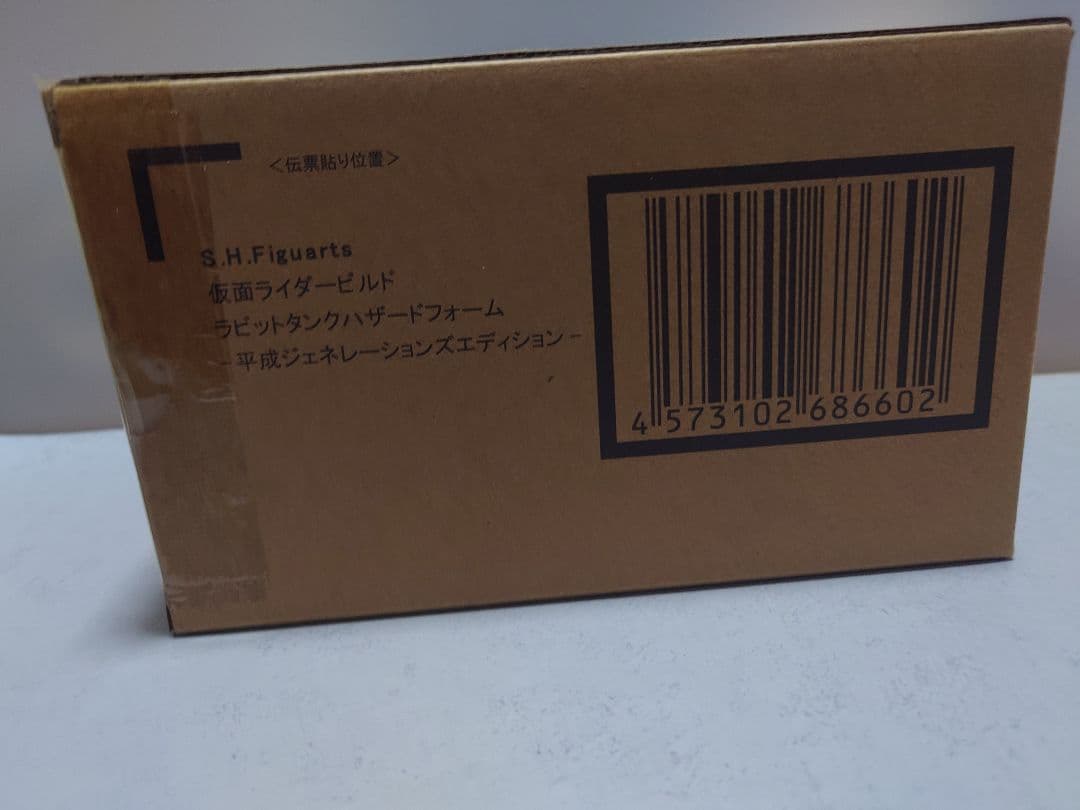 ＜伝票貼り位置＞
S.H.Figuarts
仮面ライダービルド
ラビットタンクハザードフォーム
-平成ジェネレーションズエディション-
4 573102 686602